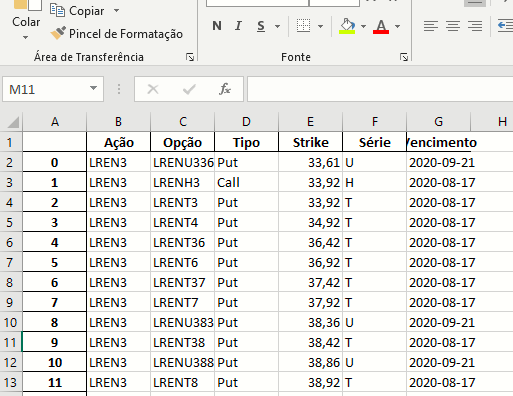 Colar
Copiar
Pincel de Formatação
N I S
A
Área de Transferência
Fonte
M11
fx
A B C D E F G H
1 Ação Opção Tipo Strike Série Vencimento
2 0 LREN3 LRENU336 Put 33,61 U 2020-09-21
3 1 LREN3 LRENH3 Call 33,92 H 2020-08-17
4 2 LREN3 LRENT3 Put 33,92 T 2020-08-17
5 3 LREN3 LRENT4 Put 34,92 T 2020-08-17
6 4 LREN3 LRENT36 Put 36,42 T 2020-08-17
7 5 LREN3 LRENT6 Put 36,92 T 2020-08-17
8 6 LREN3 LRENT37 Put 37,42 T 2020-08-17
9 7 LREN3 LRENT7 Put 37,92 T 2020-08-17
10 8 LREN3 LRENU383 Put 38,36 U 2020-09-21
11 9 LREN3 LRENT38 Put 38,42 T 2020-08-17
12 10 LREN3 LRENU388 Put 38,86 U 2020-09-21
13 11 LREN3 LRENT8 Put 38,92 T 2020-08-17